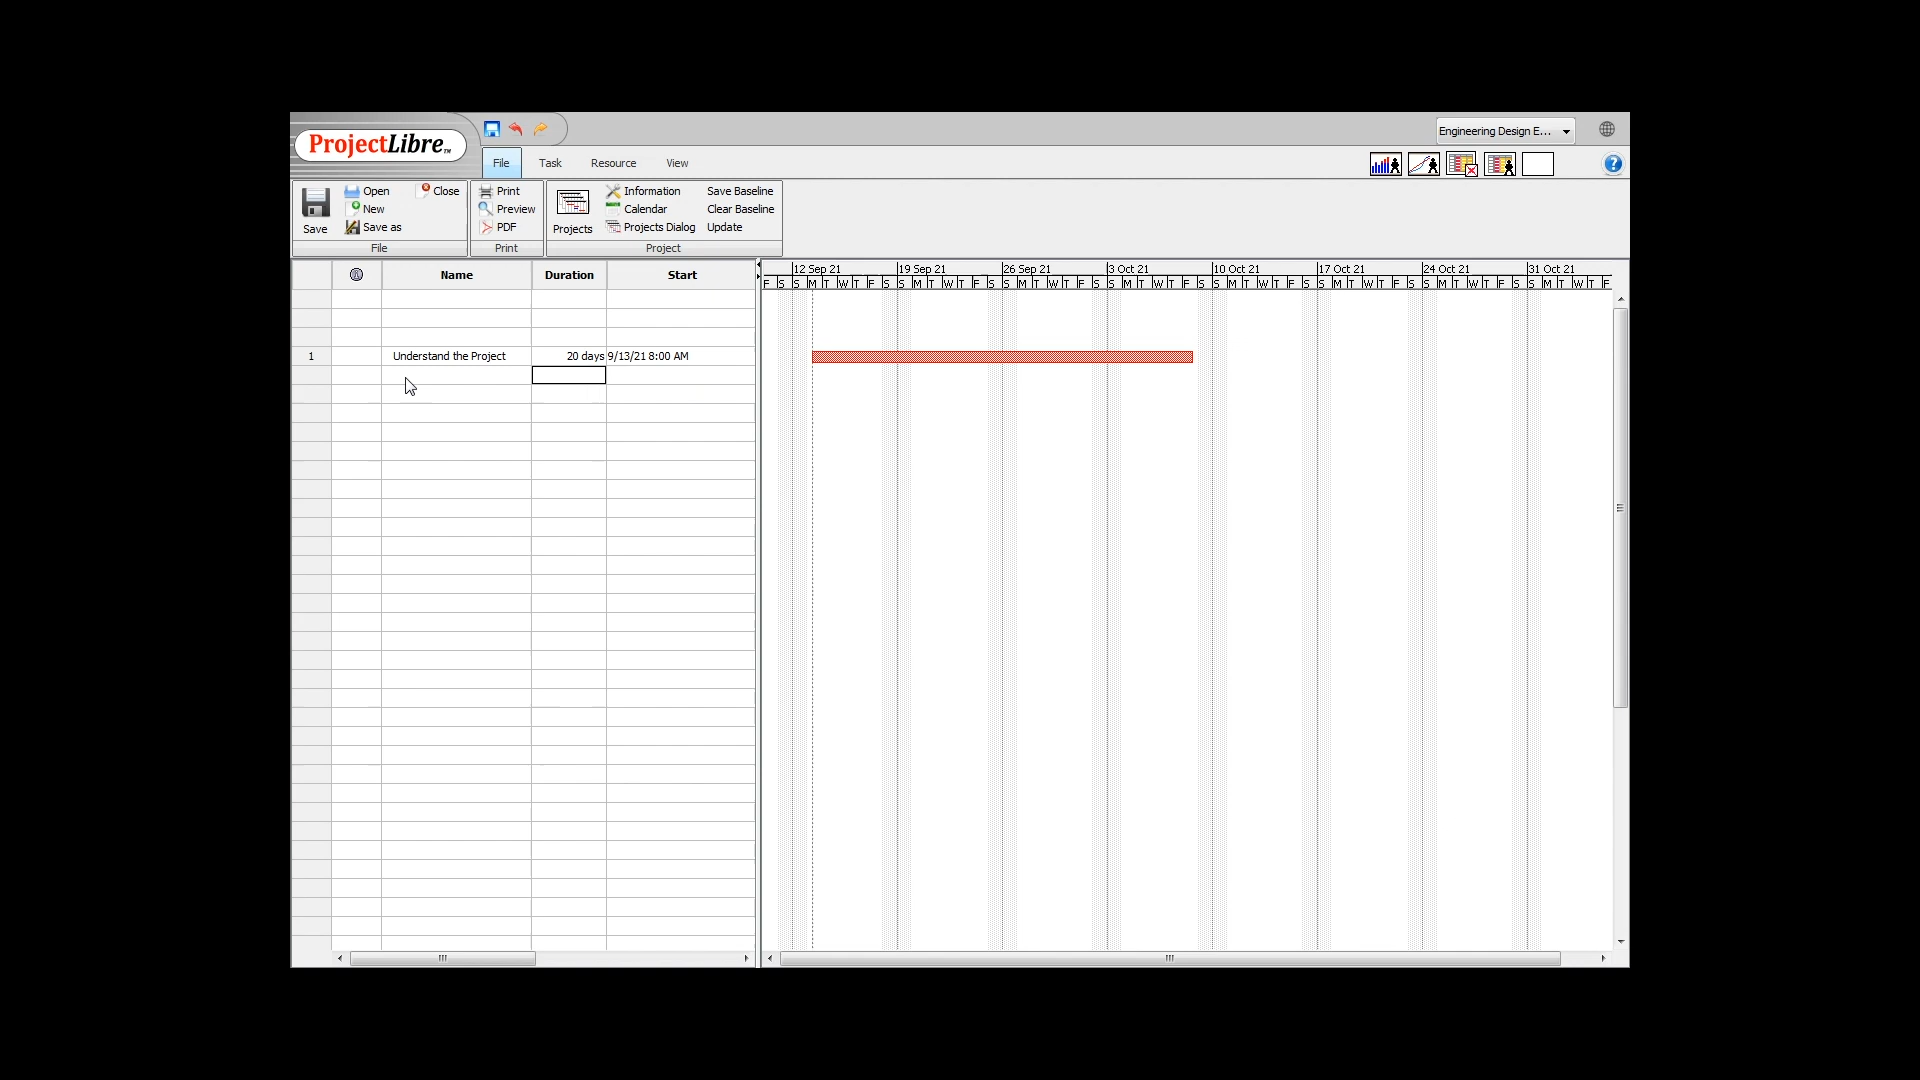 ProjectLibre™
Engineering Design E...
File Task Resource View
Save
Open
New
Save as
Close
File
Print
Preview
PDF
Print
Projects
Information
Calendar
Projects Dialog
Save Baseline
Clear Baseline
Update
Project
Name Duration Start
1 Understand the Project 20 days 9/13/21 8:00 AM
12 Sep 21 19 Sep 21 26 Sep 21 3 Oct 21 10 Oct 21 17 Oct 21 24 Oct 21 31 Oct 21
F S S M T W T F S S M T W T F S S M T W T F S S M T W T F S S M T W T F S S M T W T F S S M T W T F S S M T W T F